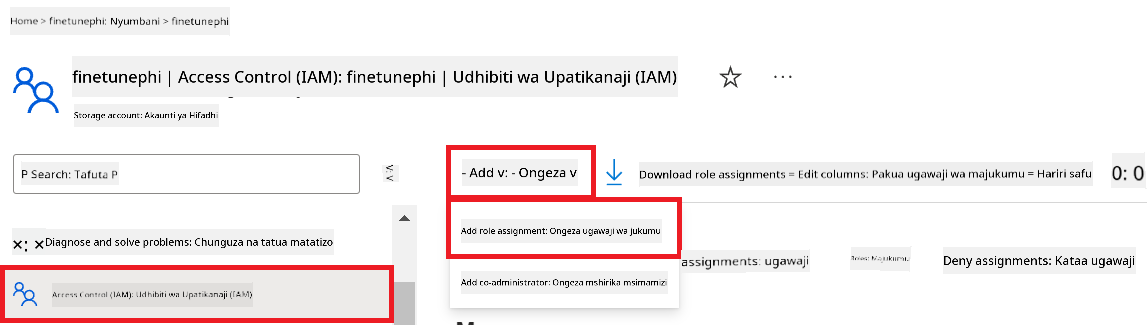 Home > finetunephi: Nyumbani > finetunephi
finetunephi | Access Control (IAM): finetunephi | Udhibiti wa Upatikanaji (IAM)
Storage account: Akaunti ya Hifadhi
P Search: Tafuta P
- Add v: - Ongeza v
Download role assignments = Edit columns: Pakua ugawaji wa majukumu = Hariri safu
0: 0
Add role assignment: Ongeza ugawaji wa jukumu
×: ×Diagnose and solve problems: Chunguza na tatua matatizo
assignments: ugawaji
Roles: Majukumu
Deny assignments: Kataa ugawaji
Add co-administrator: Ongeza mshirika msimamizi
Access Control (IAM): Udhibiti wa Upatikanaji (IAM)